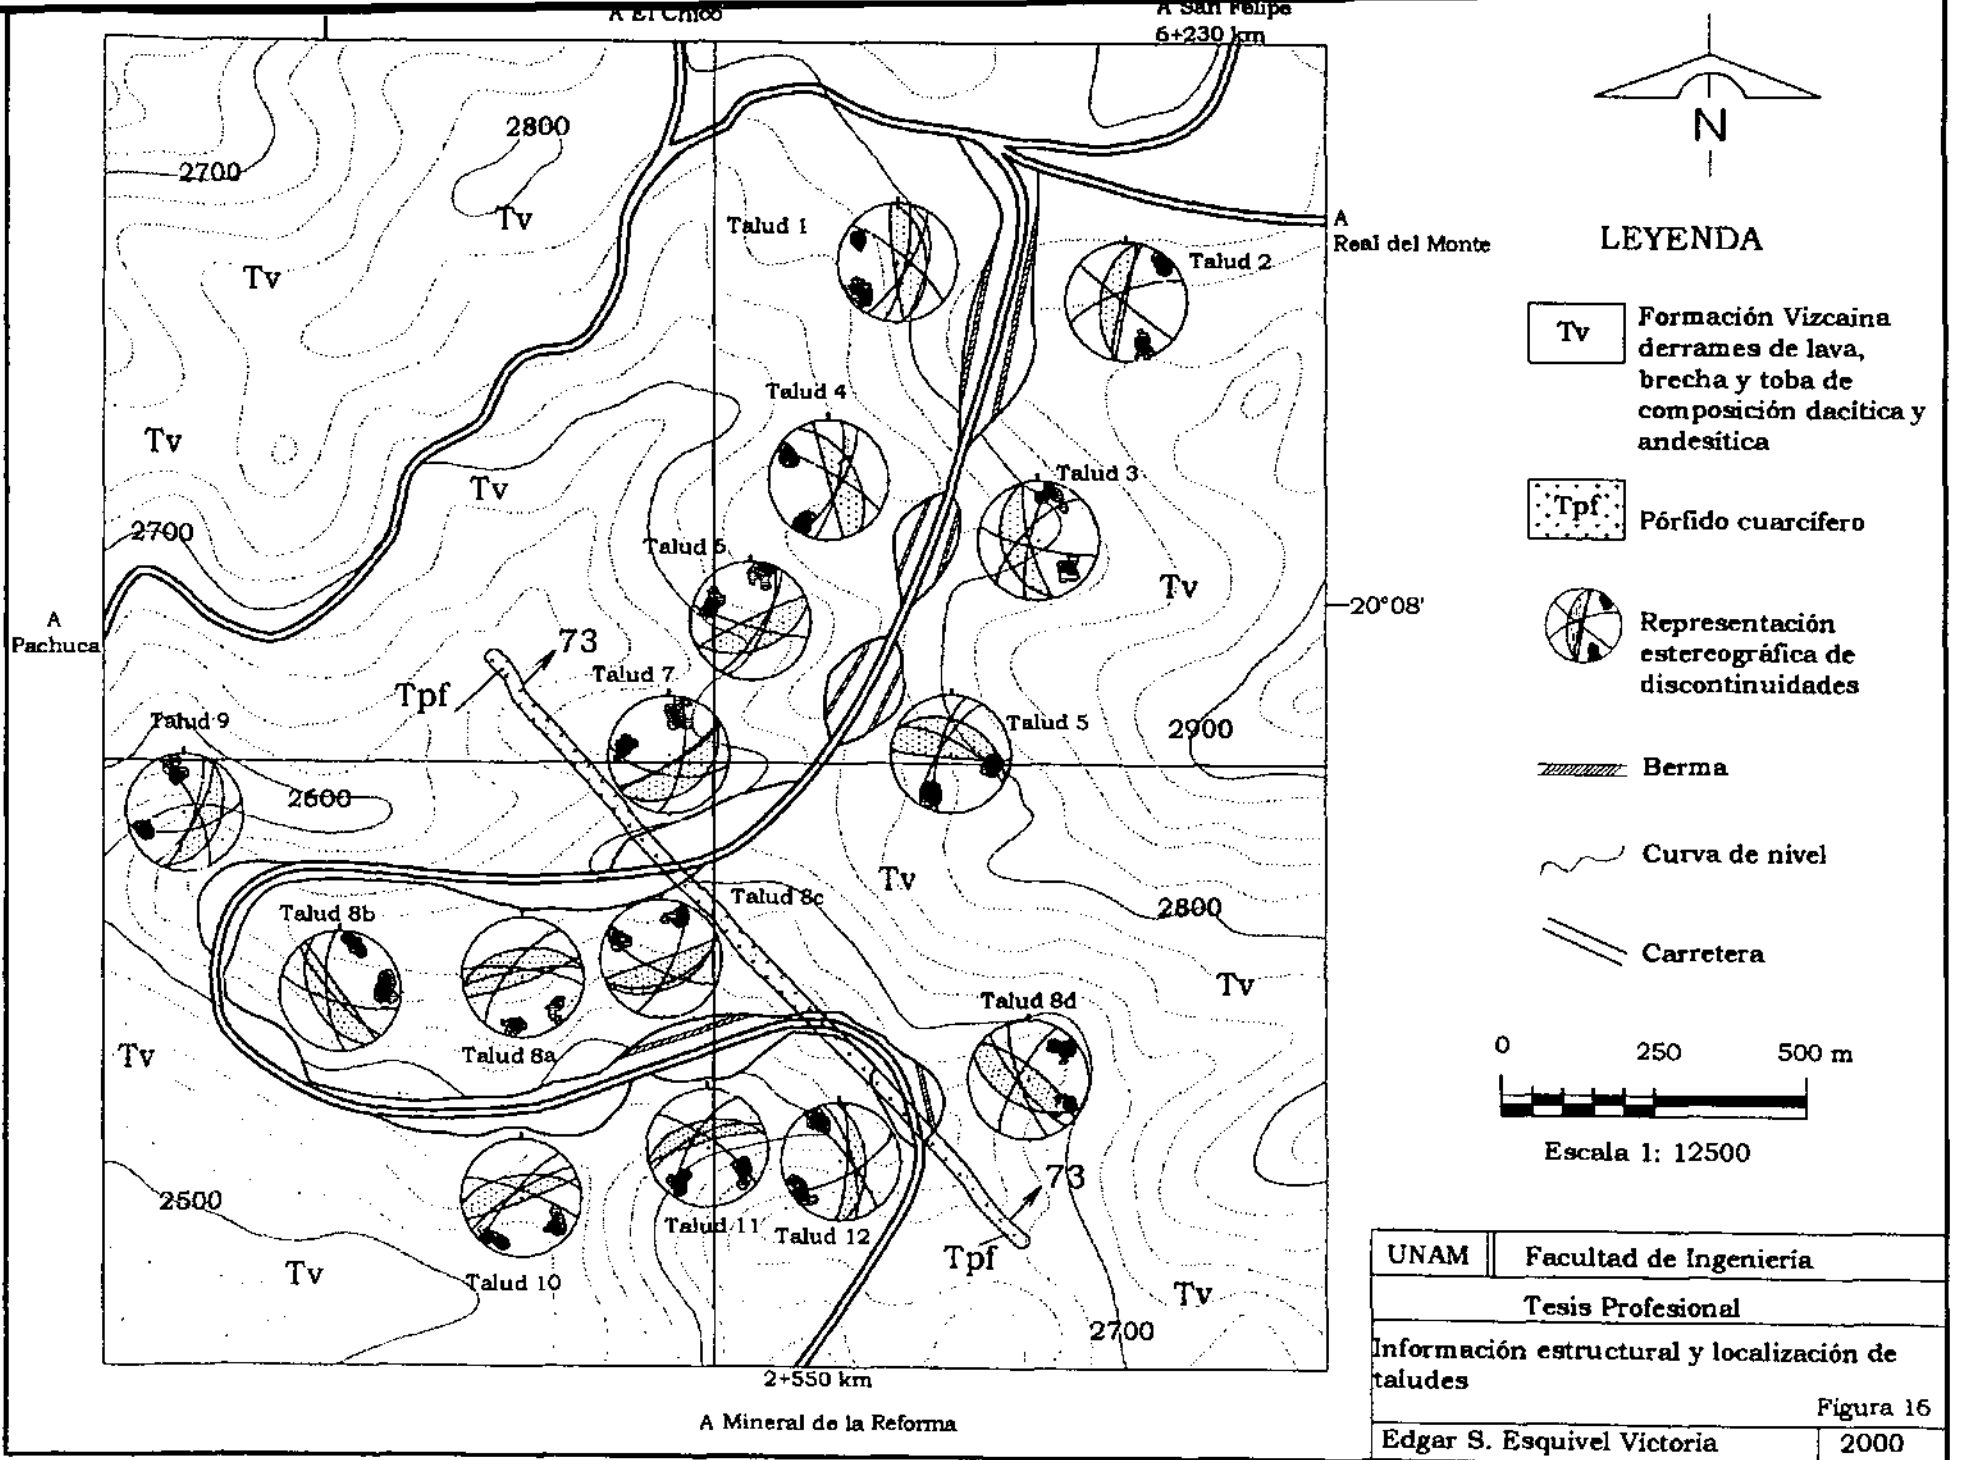 A El Chico
A San Felipe
6+230 km
2800
2700
Tv
Talud 1
Talud 2
A
Real del Monte
Tv
Talud 4
Tv
Tv
Talud 3
2700
Talud 6
Tv
20°08'
A
Pachuca
73
Talud 7
Tpf
Talud 9
Talud 5
2900
2600
Tv
Talud 8c
2800
Talud 8b
Tv
Talud 8d
Tv
Talud 8a
73
2500
Talud 11
Talud 12
Tpf
Tv
Talud 10
Tv
2700
2+550 km
A Mineral de la Reforma
N
LEYENDA
Tv
Formación Vizcaina
derrames de lava,
brecha y toba de
composición dacítica y
andesítica
Tpf
Pórfido cuarcífero
Representación
estereográfica de
discontinuidades
Berma
Curva de nivel
Carretera
0 250 500 m
Escala 1: 12500
UNAM Facultad de Ingeniería
Tesis Profesional
Información estructural y localización de
taludes
Figura 16
Edgar S. Esquivel Victoria 2000